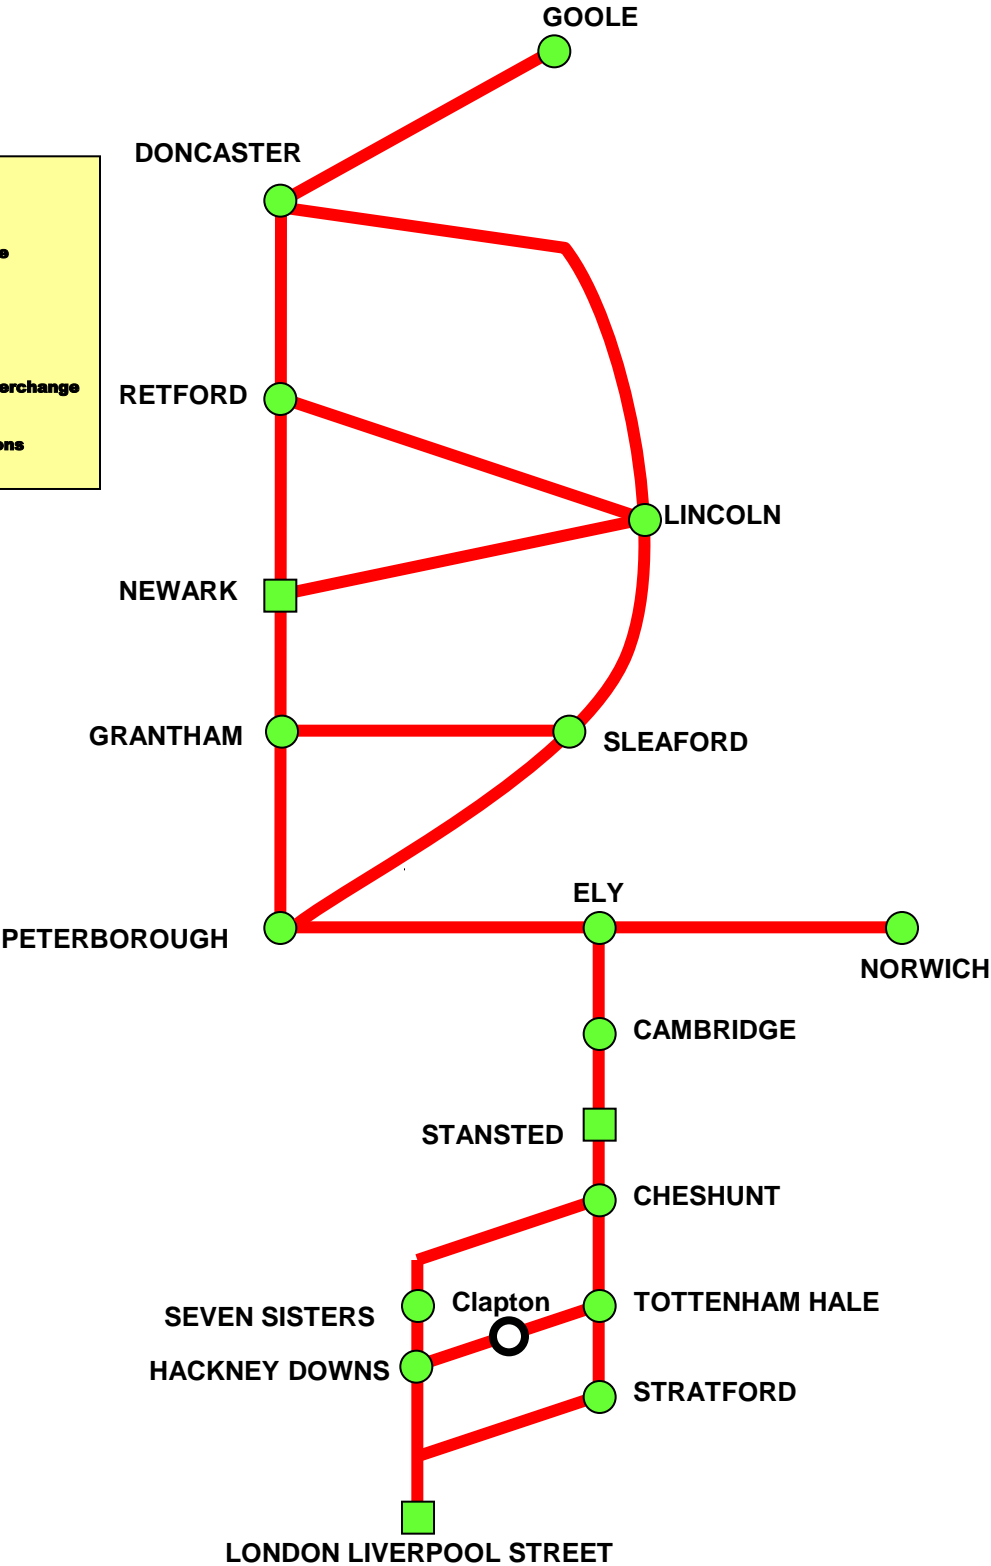 GOOLE
DONCASTER
RETFORD
LINCOLN
NEWARK
GRANTHAM
SLEAFORD
ELY
PETERBOROUGH
NORWICH
CAMBRIDGE
STANSTED
CHESHUNT
Clapton
TOTTENHAM HALE
SEVEN SISTERS
HACKNEY DOWNS
STRATFORD
LONDON LIVERPOOL STREET